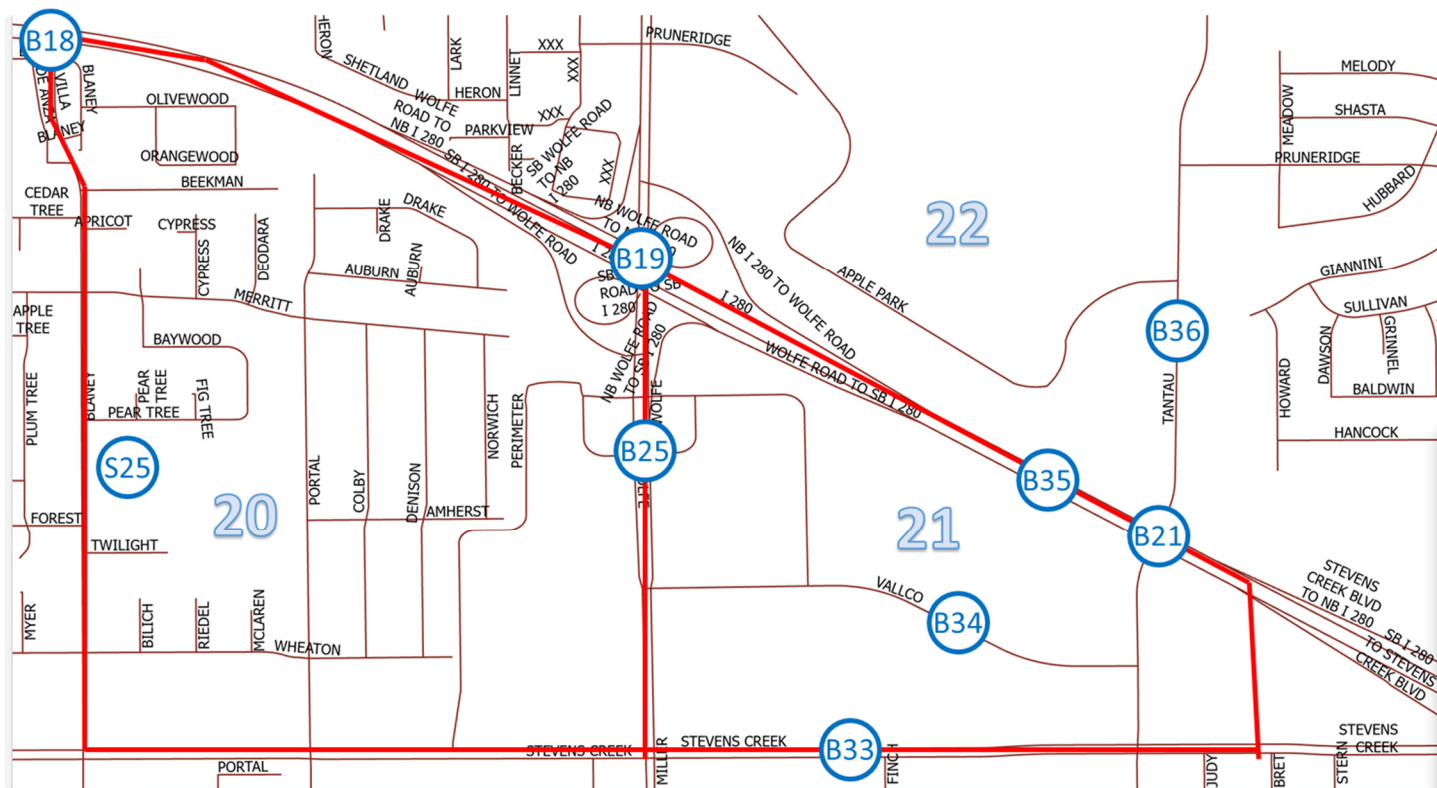 B18
HERON
LARK
LINNET
XXX
XXX
PRUNERIDGE
SHETLAND
WOLFE
ROAD TO
NB I 280
HERON
XXX
PARKVIEW
BECKER
SB WOLFE ROAD
TO NB
I 280
XXX
DE ANZA
VILLA
BLANEY
BLANEY
OLIVEWOOD
ORANGEWOOD
BEEKMAN
CEDAR
TREE
APRICOT
CYPRESS
CYPRESS
DEODARA
DRAKE
DRAKE
AUBURN
AUBURN
MERRITT
SB I 280 TO WOLFE ROAD
NB WOLFE ROAD
B19
ROAD TO SB
I 280
NB I 280 TO WOLFE ROAD
I 280
WOLFE ROAD TO SB I 280
NB WOLFE ROAD
TO SB I 280
WOLFE
APPLE PARK
22
MELODY
SHASTA
MEADOW
PRUNERIDGE
HUBBARD
GIANNINI
SULLIVAN
GRINNEL
DAWSON
BALDWIN
HOWARD
HANCOCK
B36
TANTAU
APPLE
TREE
BAYWOOD
PLUM TREE
BLANEY
PEAR
TREE
PEAR TREE
FIG TREE
S25
20
PORTAL
COLBY
DENISON
NORWICH
PERIMETER
AMHERST
B25
21
B35
B21
FOREST
TWILIGHT
MYER
BILICH
RIEDEL
MCLAREN
WHEATON
VALLCO
B34
STEVENS
CREEK BLVD
TO NB I 280
SB I 280
TO STEVENS
CREEK BLVD
STEVENS CREEK
STEVENS CREEK
B33
STEVENS
CREEK
PORTAL
MILLER
FINCH
JUDY
BRET
STERN